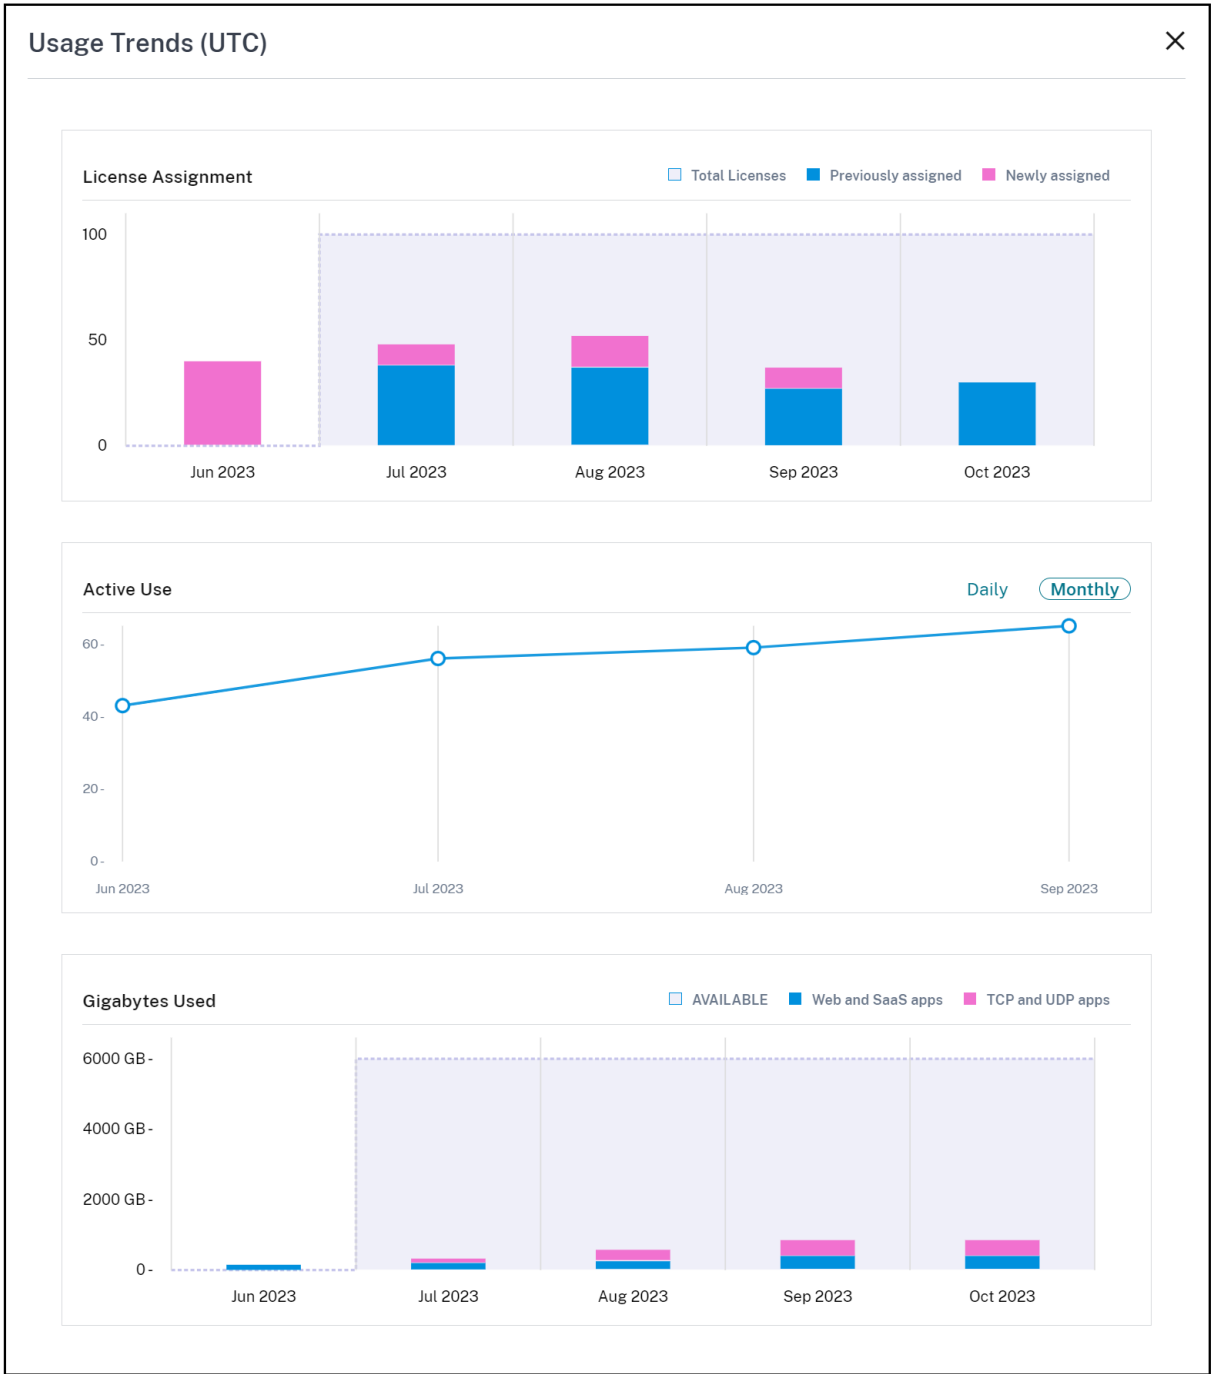 Usage Trends (UTC)
License Assignment
Total Licenses Previously assigned Newly assigned
100
50
0
Jun 2023 Jul 2023 Aug 2023 Sep 2023 Oct 2023
Active Use
Daily Monthly
60-
40-
20-
0-
Jun 2023 Jul 2023 Aug 2023 Sep 2023
Gigabytes Used
AVAILABLE Web and SaaS apps TCP and UDP apps
6000 GB-
4000 GB-
2000 GB-
0-
Jun 2023 Jul 2023 Aug 2023 Sep 2023 Oct 2023